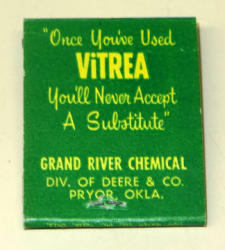 "Once You've Used
ViTREA
You'll Never Accept
A Substitute"
GRAND RIVER CHEMICAL
DIV. OF DEERE & CO.
PRYOR, OKLA.